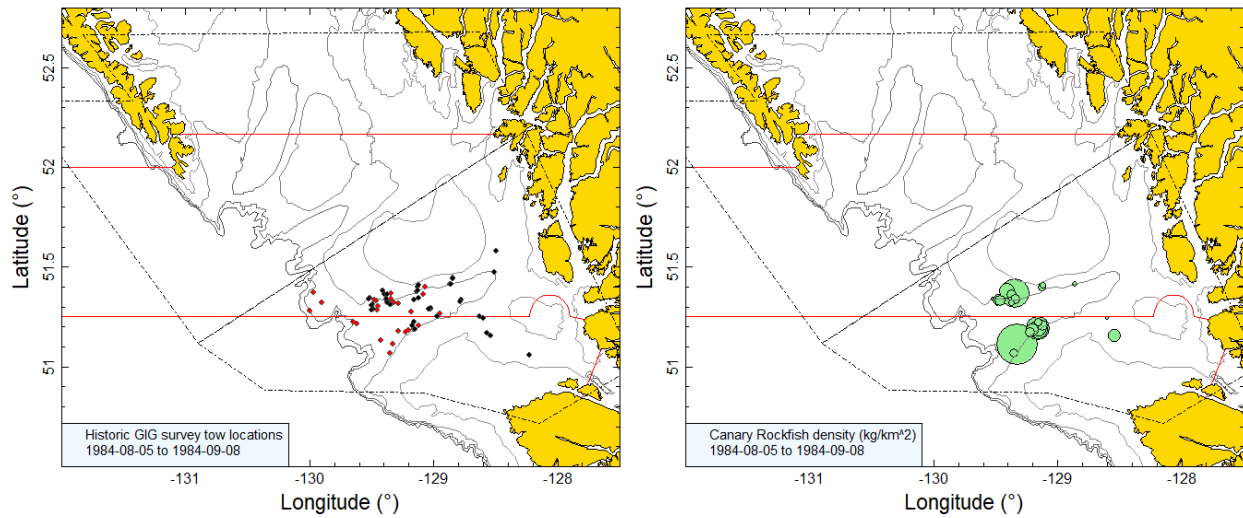 52.5
52
51.5
51
Latitude (°)
Historic GIG survey tow locations
1984-08-05 to 1984-09-08
-131 -130 -129 -128
Longitude (°)
52.5
52
51.5
51
Latitude (°)
Canary Rockfish density (kg/km^2)
1984-08-05 to 1984-09-08
-131 -130 -129 -128
Longitude (°)